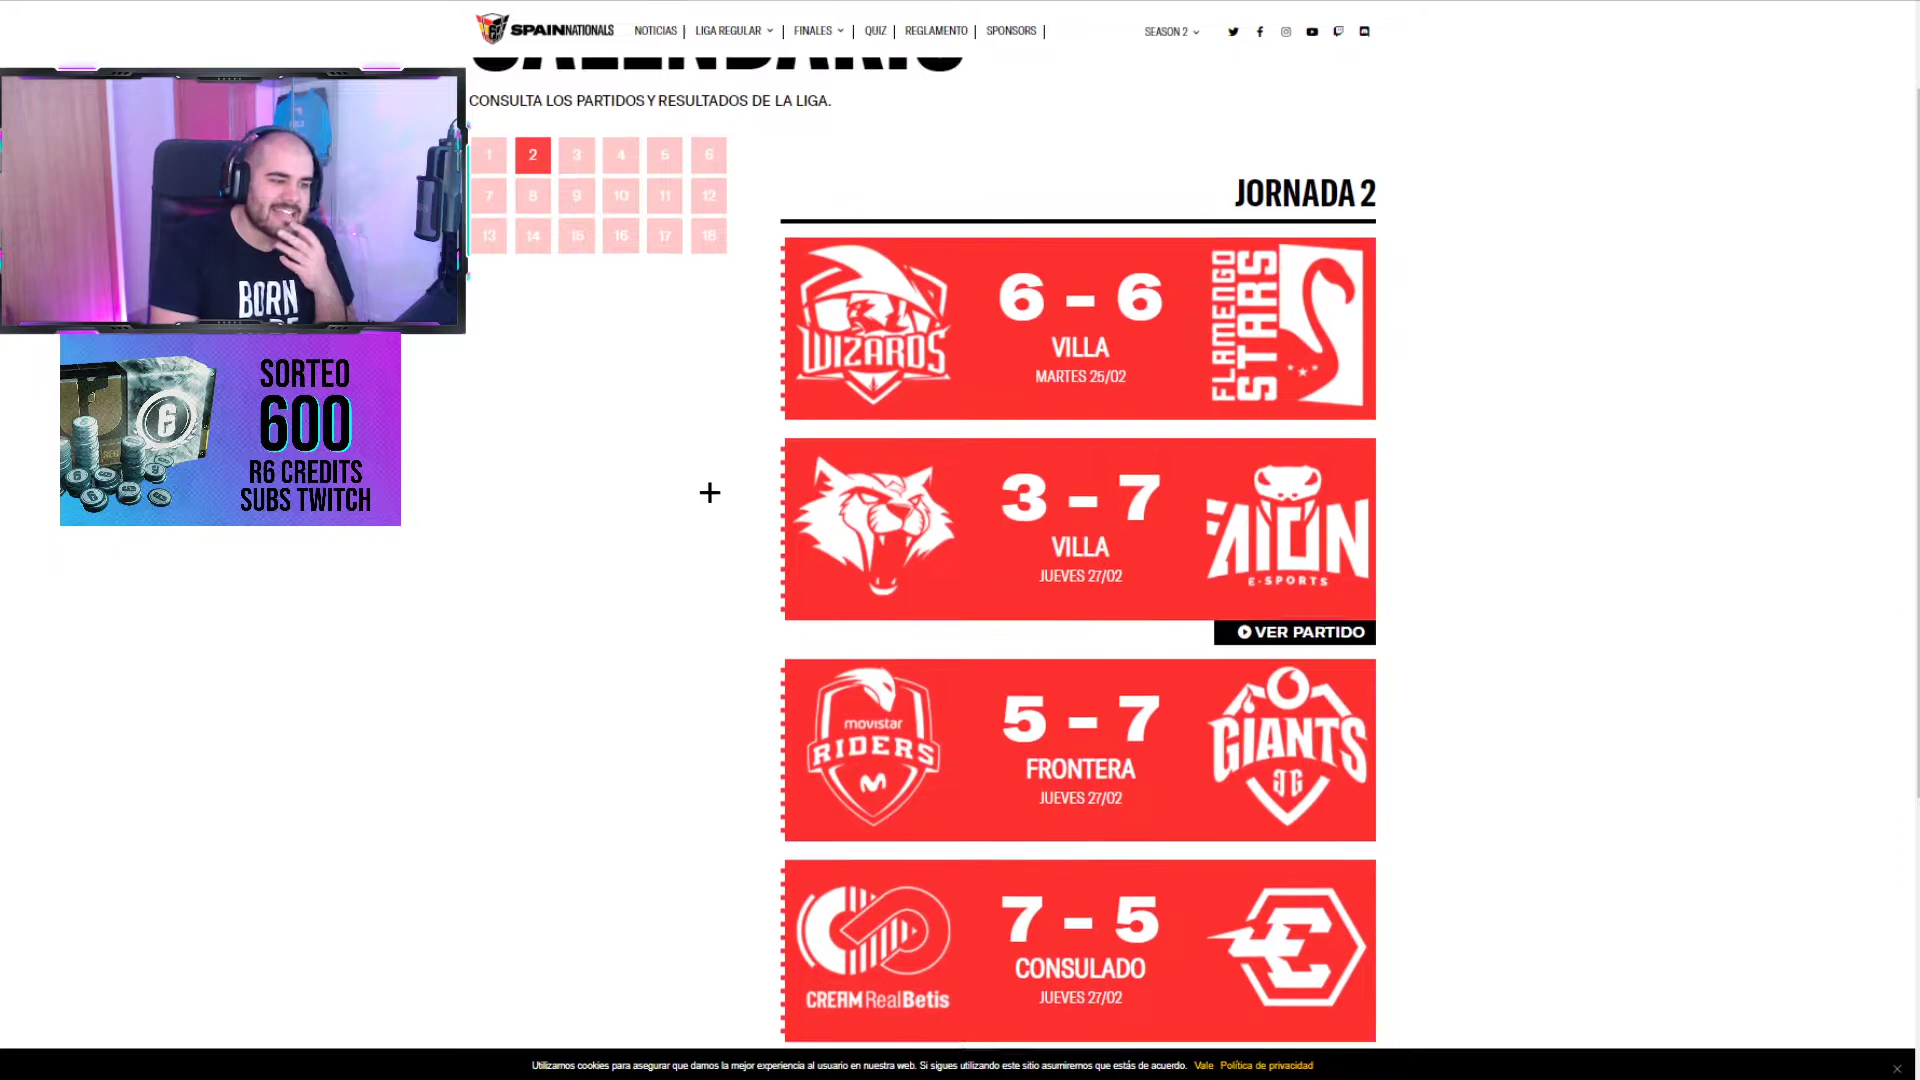 SPAINNATIONALS NOTICIAS LIGA REGULAR FINALES QUIZ REGLAMENTO SPONSORS SEASON 2
CALENDARIO
CONSULTA LOS PARTIDOS Y RESULTADOS DE LA LIGA.
1 2 3 4 5 6
7 8 9 10 11 12
13 14 15 16 17 18
BORN
SORTEO
600
R6 CREDITS
SUBS TWITCH
JORNADA 2
WIZARDS
6 - 6
VILLA
MARTES 25/02
FLAMENGO
STARS
3 - 7
VILLA
JUEVES 27/02
AION
E-SPORTS
VER PARTIDO
movistar
RIDERS
5 - 7
FRONTERA
JUEVES 27/02
GIANTS
7 - 5
CONSULADO
JUEVES 27/02
CREAM Real Betis
Utilizamos cookies para asegurar que damos la mejor experiencia al usuario en nuestra web. Si sigues utilizando este sitio asumiremos que estás de acuerdo. Vale Política de privacidad